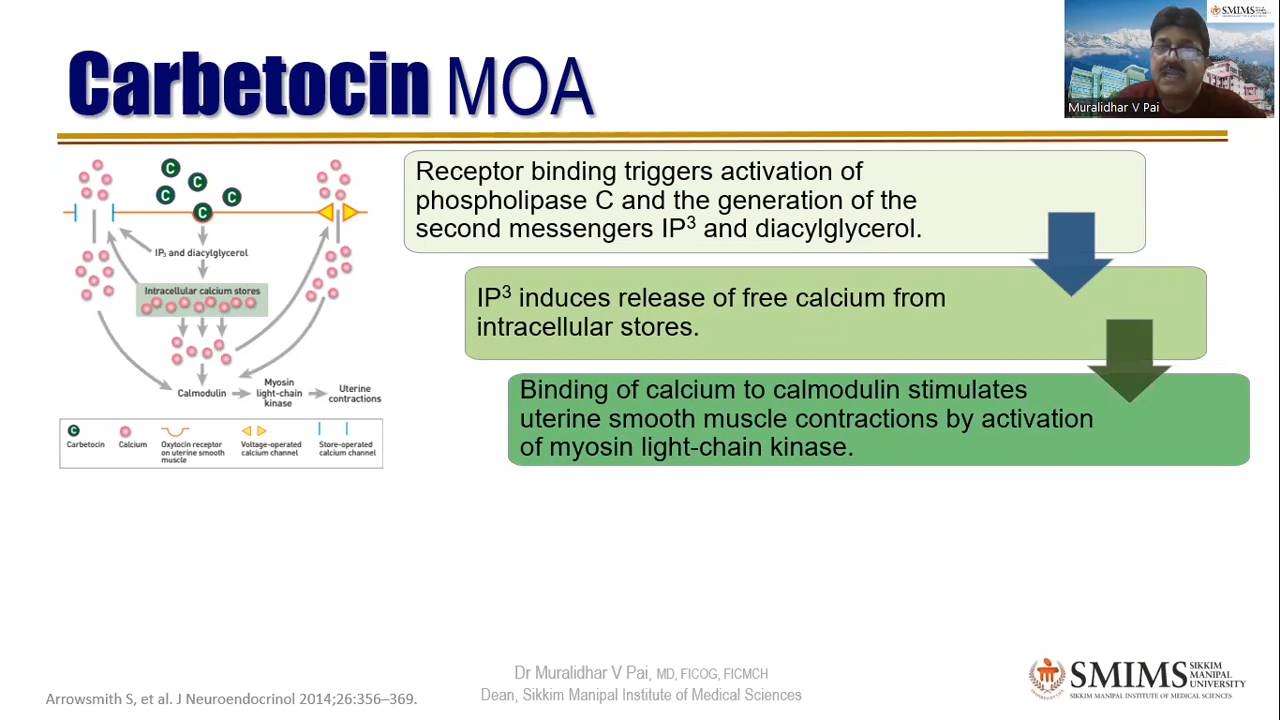 Carbetocin MOA
SMIMS
Muralidhar V Pai
C
C
C
C
C
IP₃ and diacylglycerol
Intracellular calcium stores
Calmodulin
Myosin
light-chain
kinase
Uterine
contractions
C
Carbetocin
Calcium
Oxytocin receptor
on uterine smooth
muscle
Voltage-operated
calcium channel
Store-operated
calcium channel
Receptor binding triggers activation of
phospholipase C and the generation of the
second messengers IP³ and diacylglycerol.
IP³ induces release of free calcium from
intracellular stores.
Binding of calcium to calmodulin stimulates
uterine smooth muscle contractions by activation
of myosin light-chain kinase.
Arrowsmith S, et al. J Neuroendocrinol 2014;26:356–369.
Dr Muralidhar V Pai, MD, FICOG, FICMCH
Dean, Sikkim Manipal Institute of Medical Sciences
SMIMS
SIKKIM
MANIPAL
UNIVERSITY
SIKKIM MANIPAL INSTITUTE OF MEDICAL SCIENCES